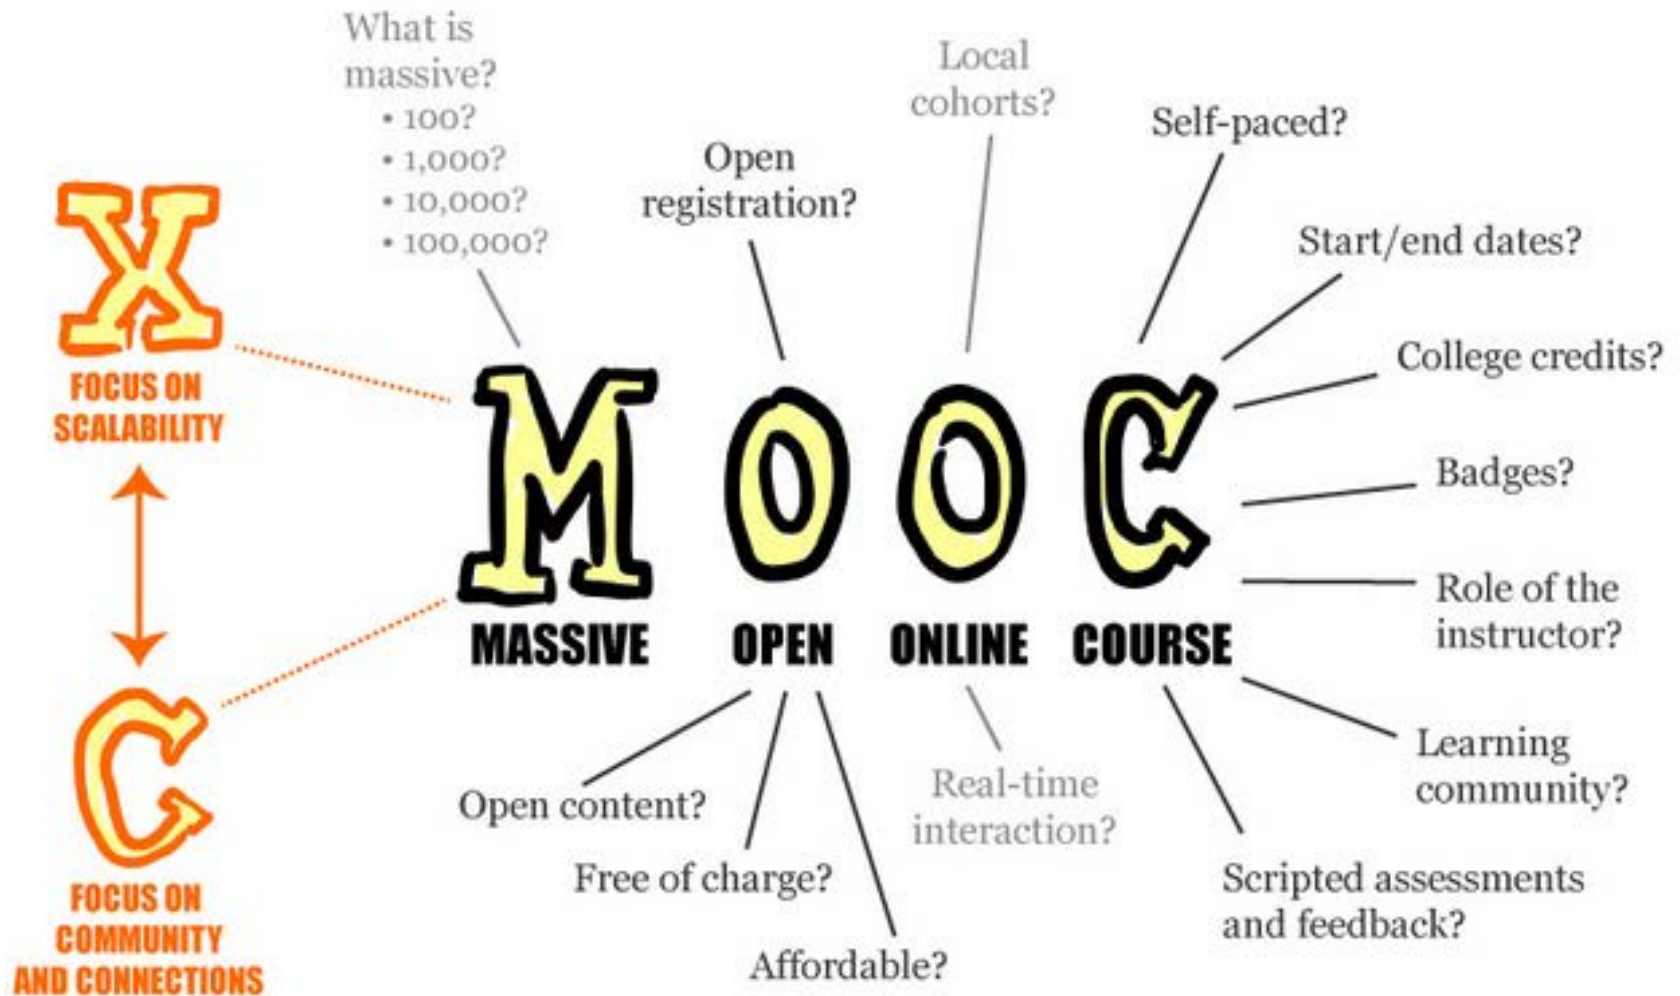 What is
massive?
• 100?
• 1,000?
• 10,000?
• 100,000?
Open
registration?
Local
cohorts?
Self-paced?
Start/end dates?
College credits?
Badges?
Role of the
instructor?
Learning
community?
Scripted assessments
and feedback?
X
FOCUS ON
SCALABILITY
C
FOCUS ON
COMMUNITY
AND CONNECTIONS
MOOC
MASSIVE OPEN ONLINE COURSE
Open content?
Free of charge?
Affordable?
Real-time
interaction?